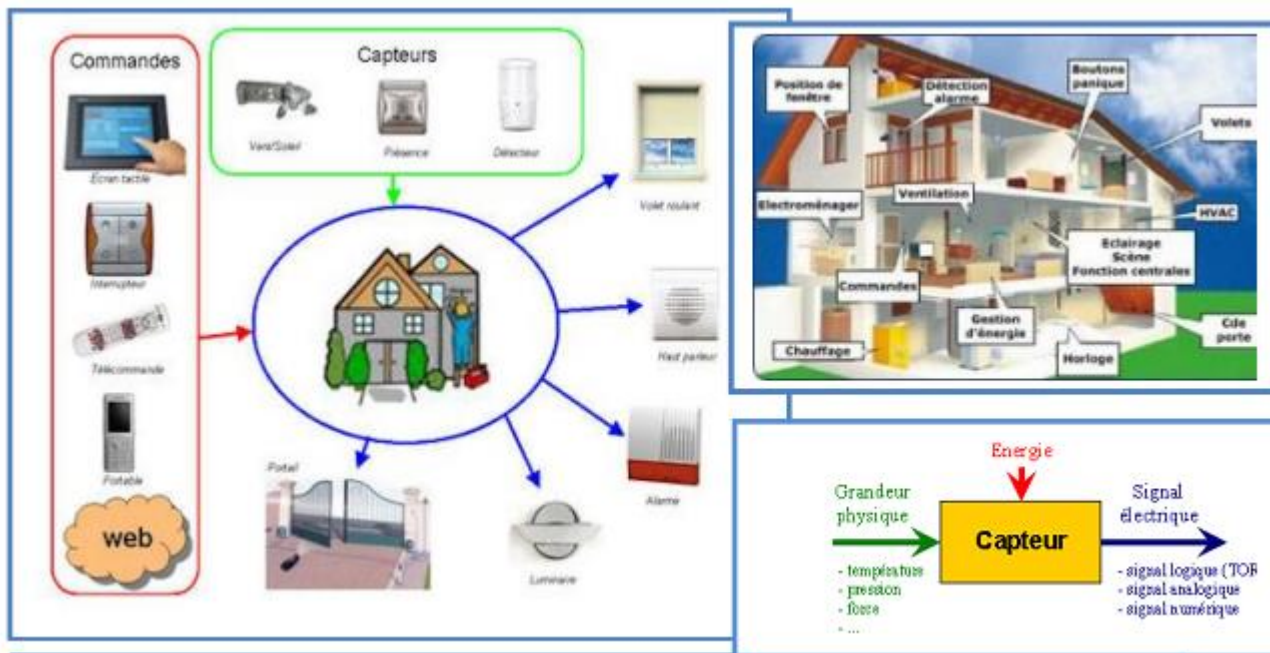 Commandes
Ecran tactile
Interrupteur
Télécommande
Portable
web
Capteurs
Vent/Soleil
Présence
Détecteur
Volet roulant
Haut parleur
Alarme
Luminaire
Portail
Position de
fenêtre
Détection
alarme
Boutons
panique
Volets
Electroménager
Ventilation
HVAC
Eclairage
Scène
Fonction centrales
Commandes
Gestion
d'énergie
Cde
porte
Chauffage
Horloge
Energie
Grandeur
physique
Capteur
Signal
électrique
- température
- pression
- force
- ...
- signal logique (TOR
- signal analogique
- signal numérique